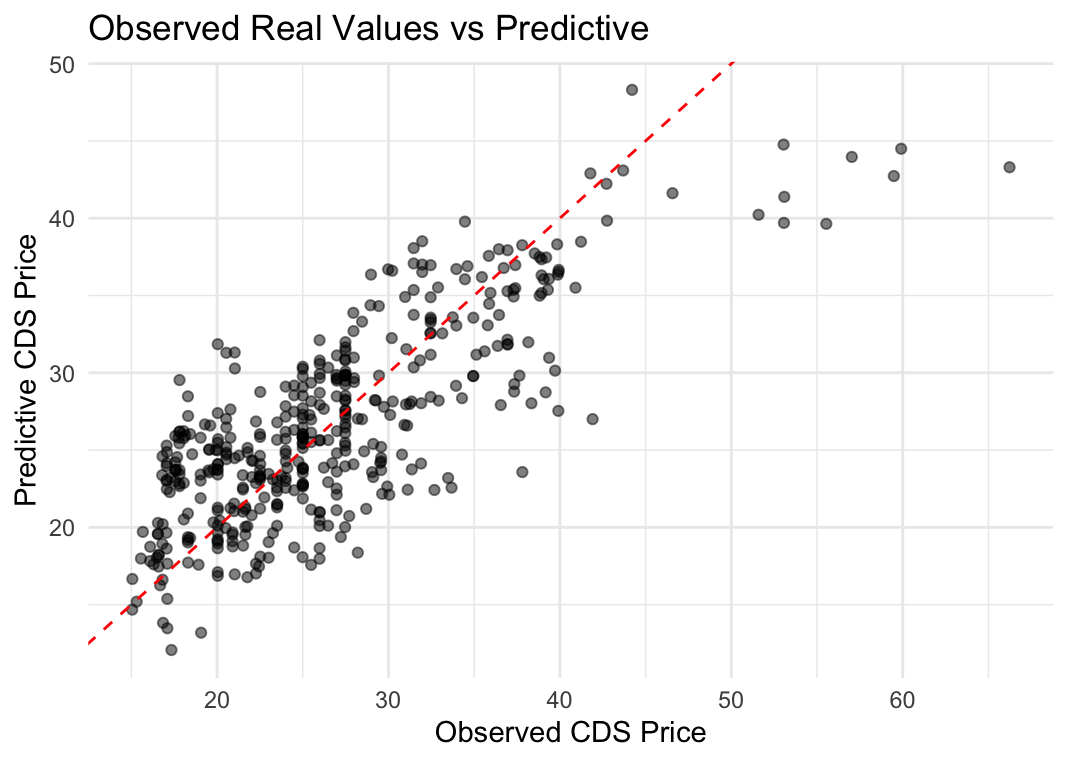 Observed Real Values vs Predictive
50
40
30
20
Predictive CDS Price
20 30 40 50 60
Observed CDS Price